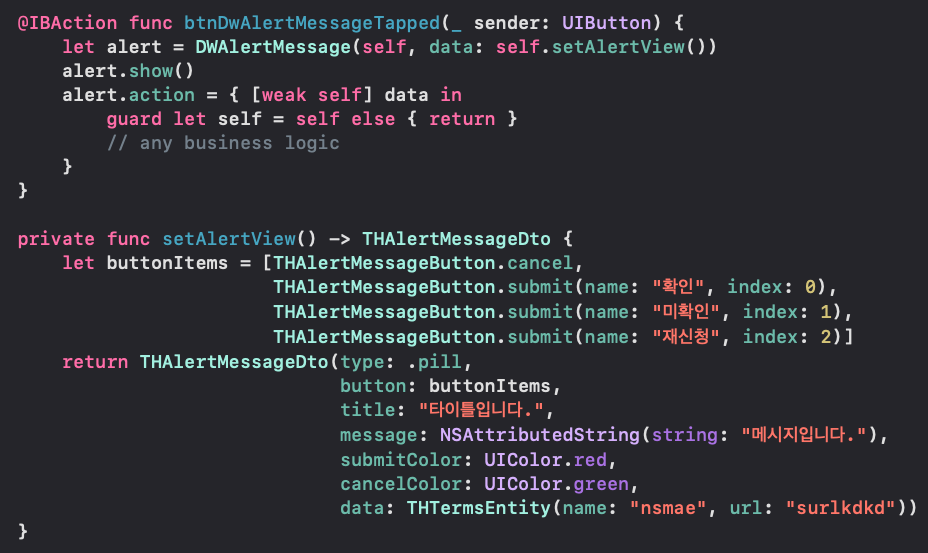 @IBAction func btnDwAlertMessageTapped(_ sender: UIButton) {
    let alert = DWAlertMessage(self, data: self.setAlertView())
    alert.show()
    alert.action = { [weak self] data in
        guard let self = self else { return }
        // any business logic
    }
}

private func setAlertView() -> THAlertMessageDto {
    let buttonItems = [THAlertMessageButton.cancel,
                       THAlertMessageButton.submit(name: "확인", index: 0),
                       THAlertMessageButton.submit(name: "미확인", index: 1),
                       THAlertMessageButton.submit(name: "재신청", index: 2)]
    return THAlertMessageDto(type: .pill,
                             button: buttonItems,
                             title: "타이틀입니다.",
                             message: NSAttributedString(string: "메시지입니다."),
                             submitColor: UIColor.red,
                             cancelColor: UIColor.green,
                             data: THTermsEntity(name: "nsmae", url: "surlkdkd"))
}